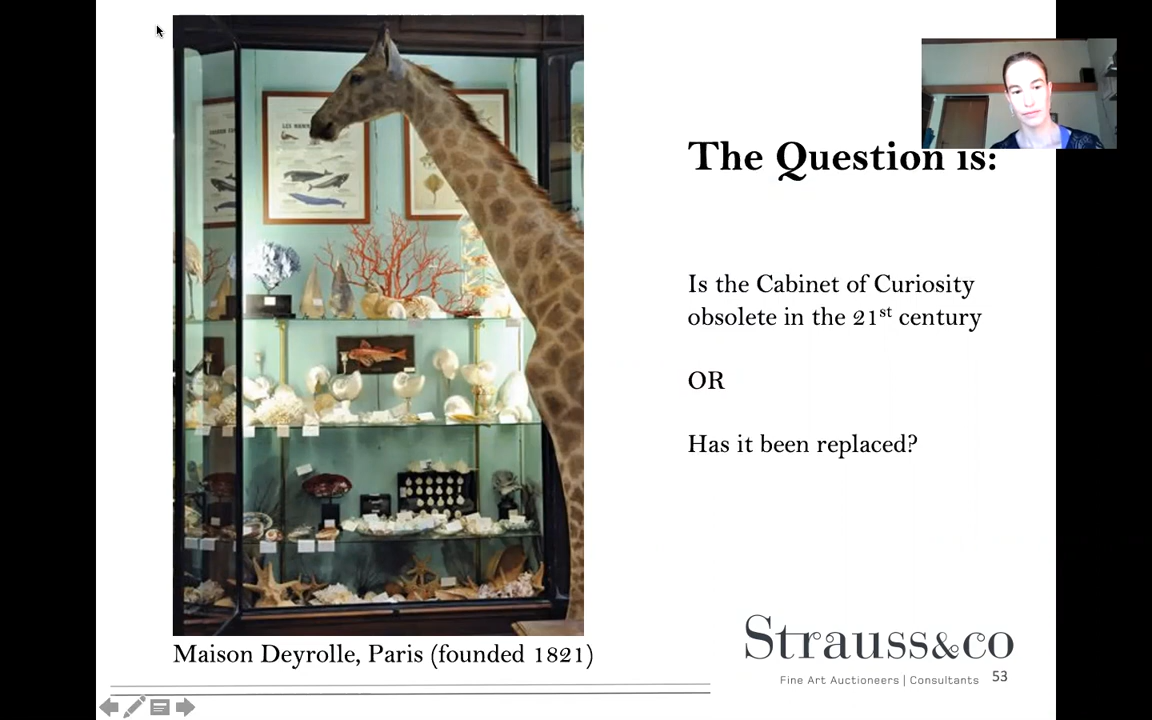 The Question is:
Is the Cabinet of Curiosity
obsolete in the 21st century
OR
Has it been replaced?
Maison Deyrolle, Paris (founded 1821)
Strauss&co
Fine Art Auctioneers | Consultants
53